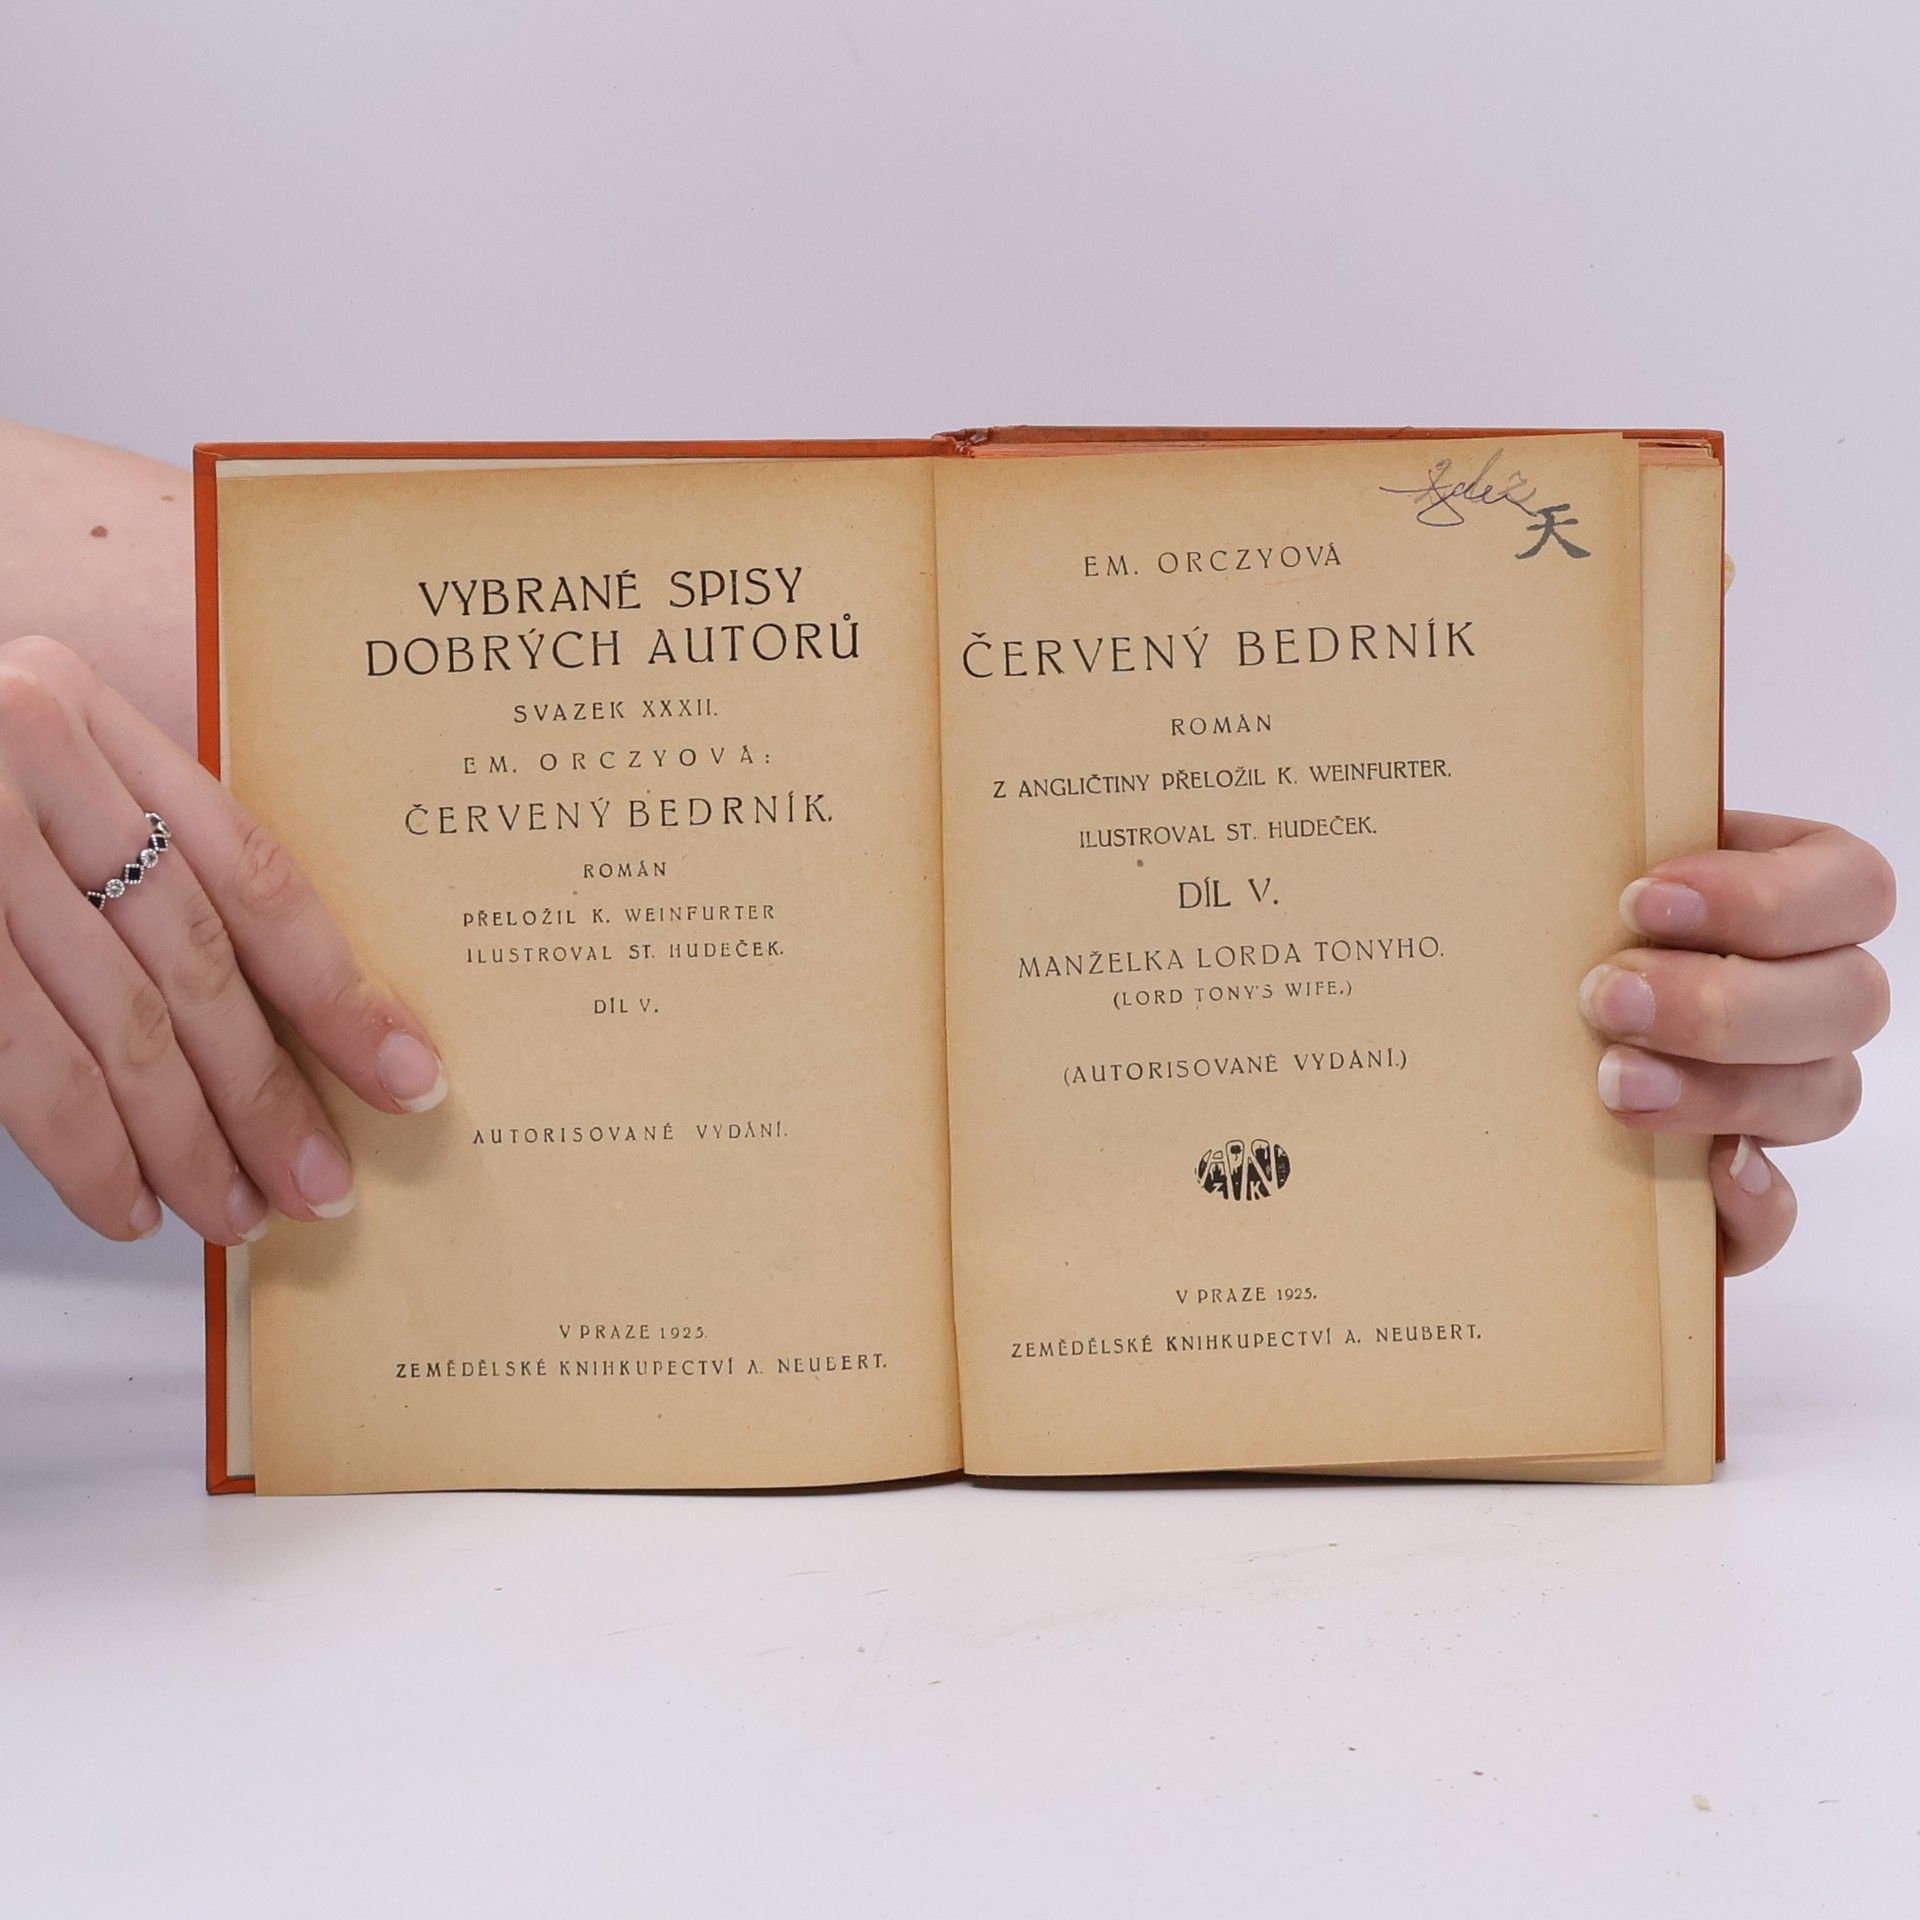 VYBRANÉ SPISY
DOBRÝCH AUTORŮ
SVAZEK XXXII.
EM. ORCZYOVÁ:
ČERVENÝ BEDRNÍK.
ROMÁN
PŘELOŽIL K. WEINFURTER
ILUSTROVAL ST. HUDEČEK.
DÍL V.
AUTORISOVANÉ VYDÁNÍ.
V PRAZE 1925.
ZEMĚDĚLSKÉ KNIHKUPECTVÍ A. NEUBERT.
天
EM. ORCZYOVÁ
ČERVENÝ BEDRNÍK
ROMÁN
Z ANGLIČTINY PŘELOŽIL K. WEINFURTER.
ILUSTROVAL ST. HUDEČEK.
DÍL V.
MANŽELKA LORDA TONYHO.
(LORD TONY'S WIFE.)
(AUTORISOVANÉ VYDÁNÍ.)
V PRAZE 1925.
ZEMĚDĚLSKÉ KNIHKUPECTVÍ A. NEUBERT.